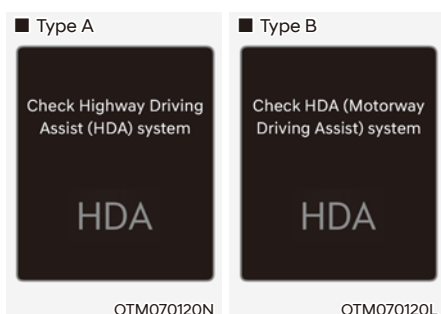 ■ Type A
Check Highway Driving
Assist (HDA) system
HDA
OTM070120N
■ Type B
Check HDA (Motorway
Driving Assist) system
HDA
OTM070120L